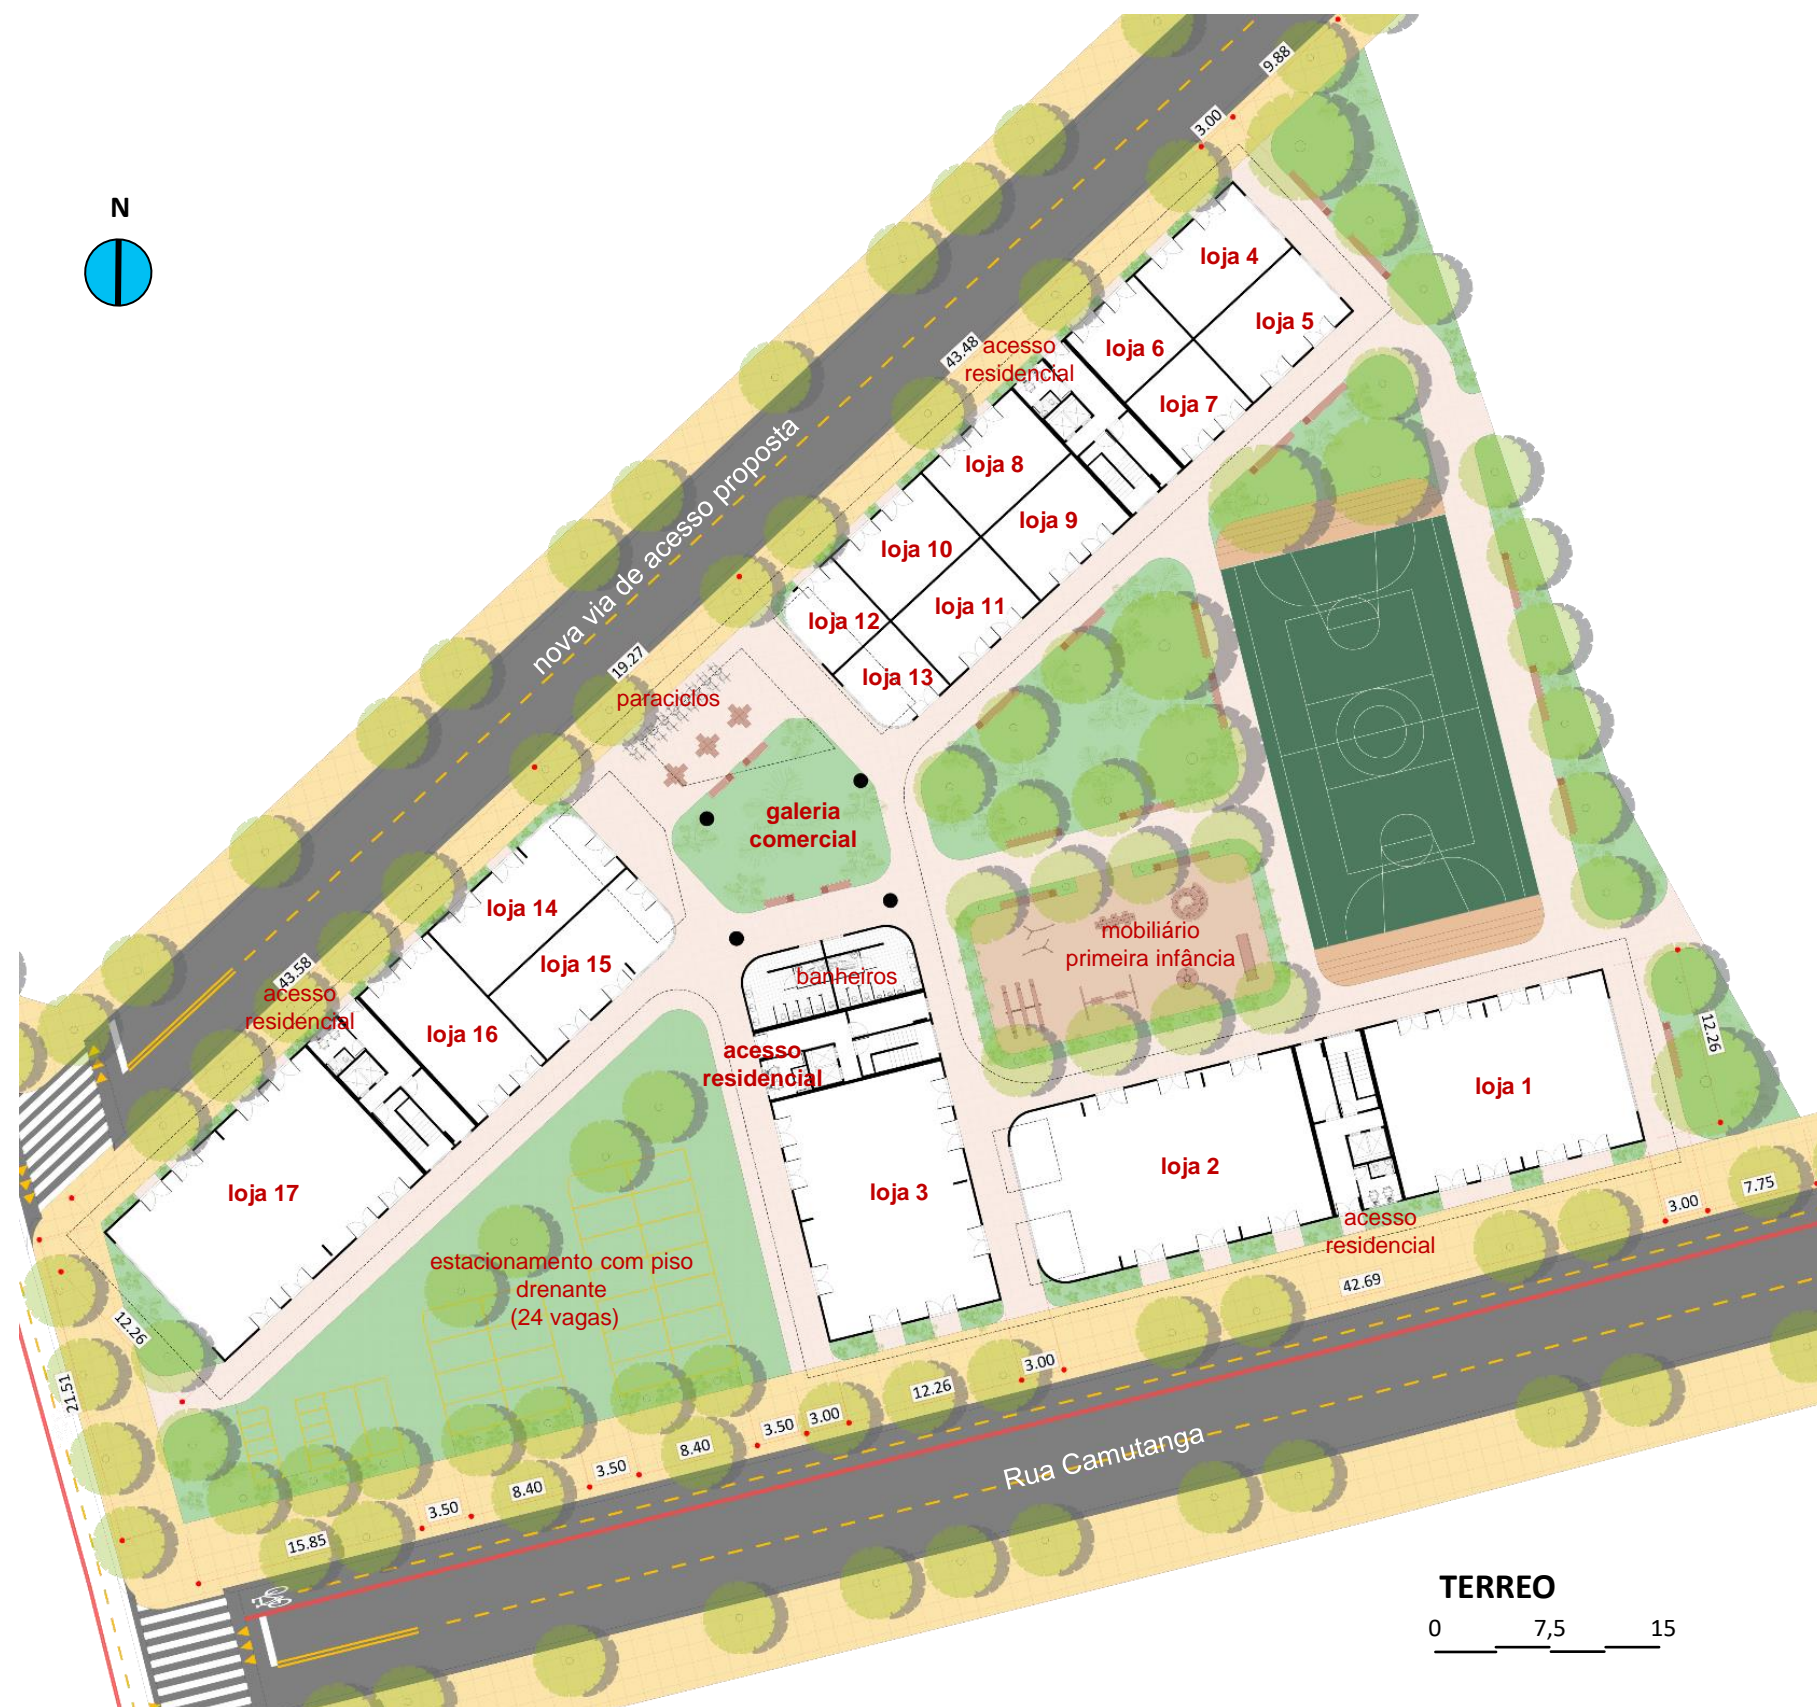 N
9.88
3.00
loja 4
loja 5
43.48
acesso
residencial
loja 6
loja 7
nova via de acesso proposta
loja 8
loja 9
loja 10
loja 11
loja 12
loja 13
19.27
paraciclos
galeria
comercial
loja 14
loja 15
43.58
acesso
residencial
loja 16
banheiros
mobiliário
primeira infância
acesso
residencial
12.26
loja 1
loja 2
loja 3
loja 17
acesso
residencial
7.75
3.00
42.69
estacionamento com piso
drenante
(24 vagas)
12.26
21.51
3.00
12.26
3.00
3.50
8.40
3.50
8.40
3.50
15.85
Rua Camutanga
TERREO
0 7,5 15